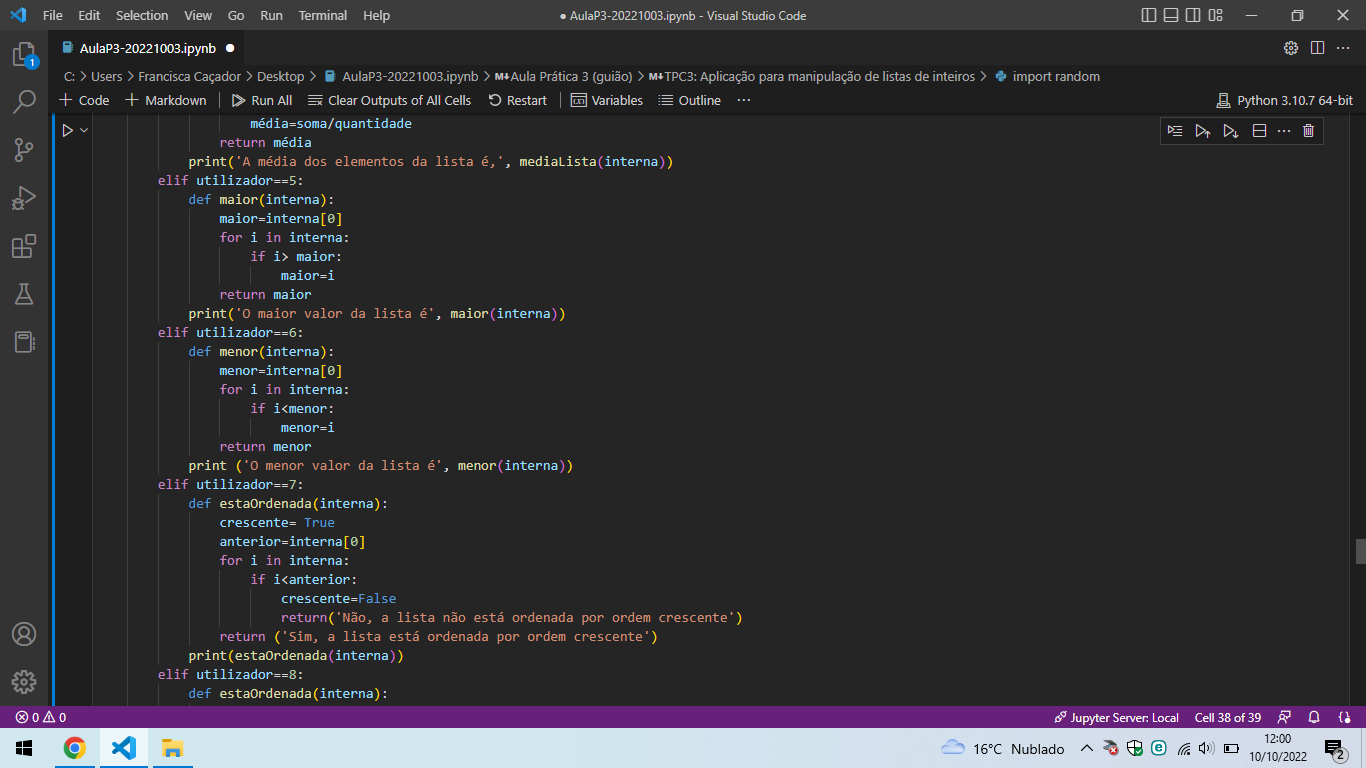 File Edit Selection View Go Run Terminal Help
● AulaP3-20221003.ipynb - Visual Studio Code
AulaP3-20221003.ipynb ●
C: > Users > Francisca Caçador > Desktop > AulaP3-20221003.ipynb > M↓Aula Prática 3 (guião) > M↓TPC3: Aplicação para manipulação de listas de inteiros > import random
+ Code + Markdown Run All Clear Outputs of All Cells Restart Variables Outline ... Python 3.10.7 64-bit
média=soma/quantidade
return média
print('A média dos elementos da lista é,', mediaLista(interna))
elif utilizador==5:
def maior(interna):
maior=interna[0]
for i in interna:
if i> maior:
maior=i
return maior
print('O maior valor da lista é', maior(interna))
elif utilizador==6:
def menor(interna):
menor=interna[0]
for i in interna:
if i<menor:
menor=i
return menor
print ('O menor valor da lista é', menor(interna))
elif utilizador==7:
def estaOrdenada(interna):
crescente= True
anterior=interna[0]
for i in interna:
if i<anterior:
crescente=False
return('Não, a lista não está ordenada por ordem crescente')
return ('Sim, a lista está ordenada por ordem crescente')
print(estaOrdenada(interna))
elif utilizador==8:
def estaOrdenada(interna):
1
0 0 Jupyter Server: Local Cell 38 of 39
16°C Nublado 12:00
10/10/2022 2